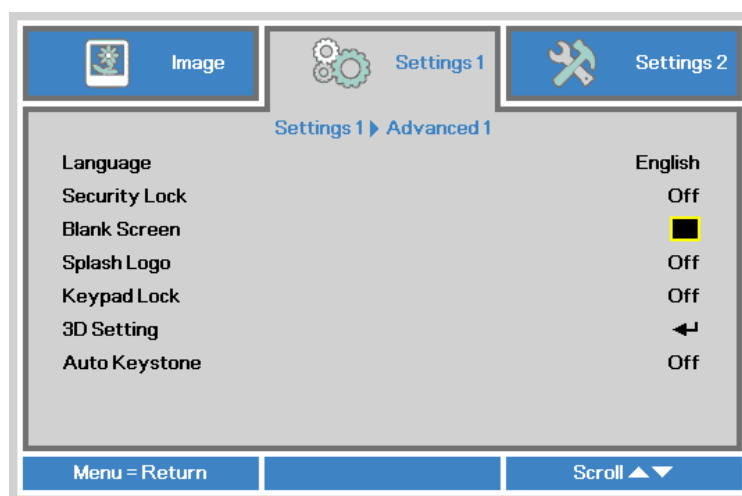 Image Settings 1 Settings 2
Settings 1 ▶ Advanced 1
Language English
Security Lock Off
Blank Screen
Splash Logo Off
Keypad Lock Off
3D Setting ↵
Auto Keystone Off
Menu = Return Scroll ▲▼